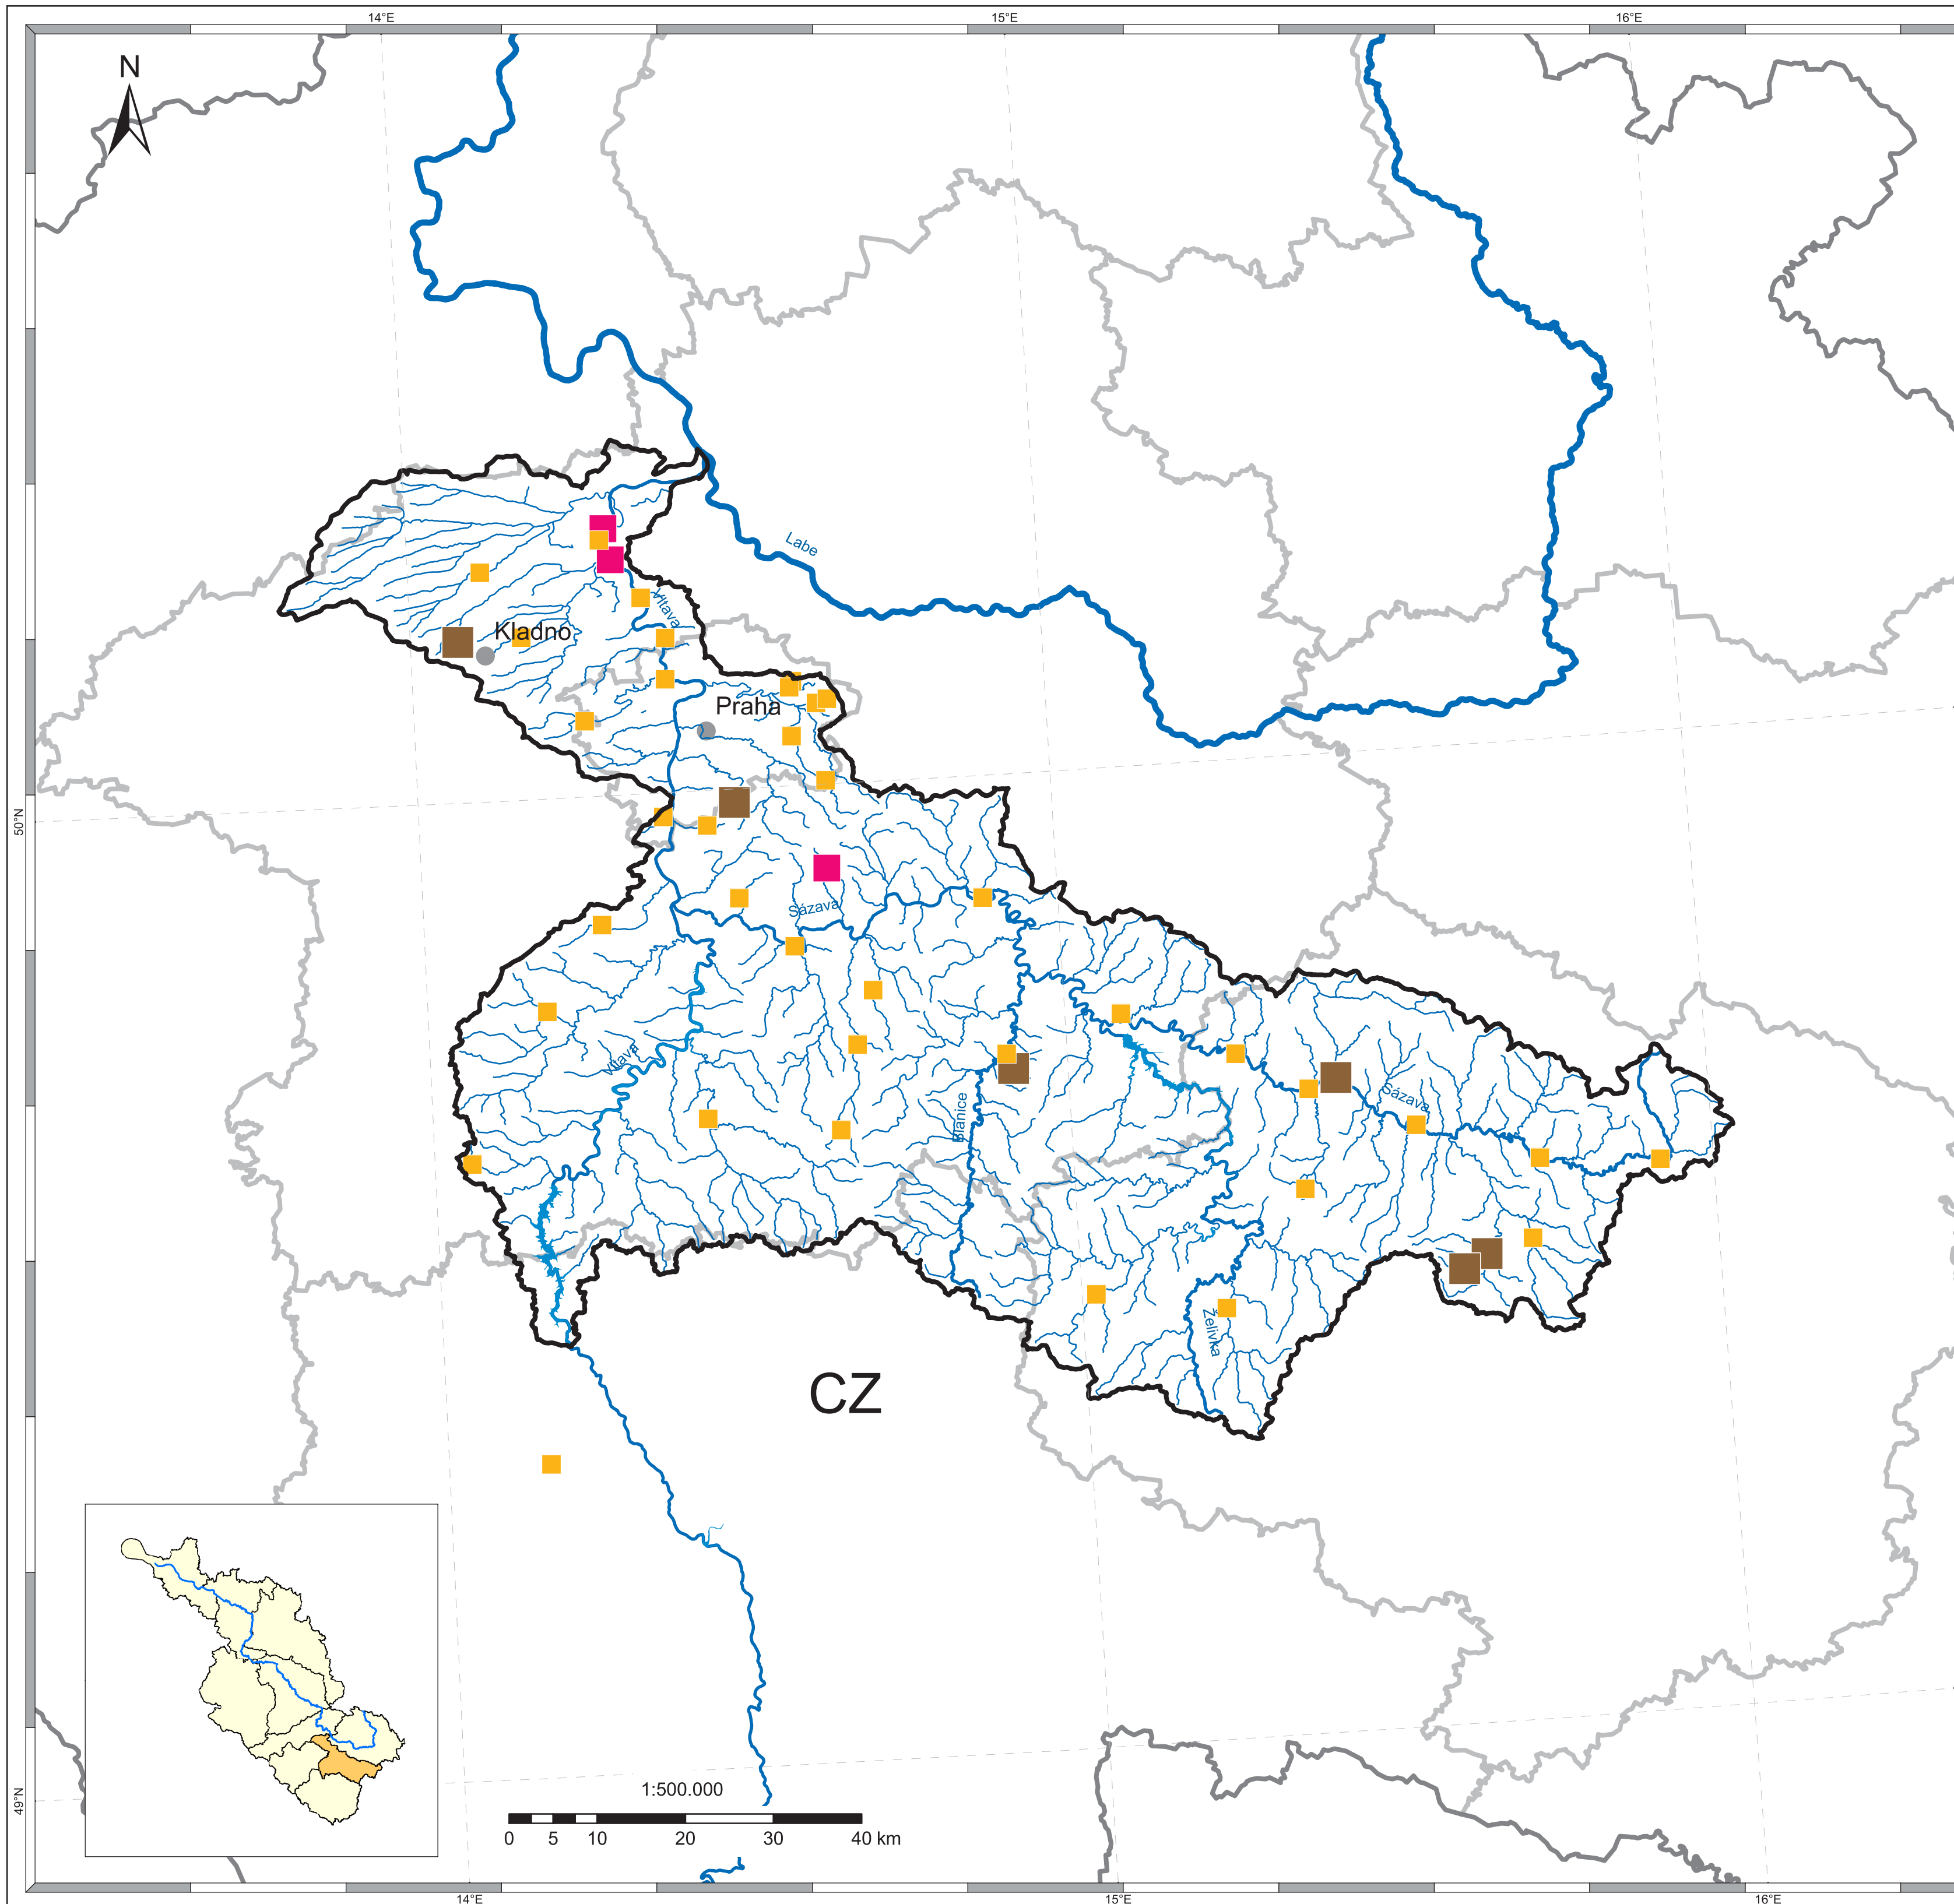 14°E
15°E
16°E
N
Labe
Vltava
Kladno
Praha
50°N
Sázava
Vltava
Blanice
Sázava
Želivka
CZ
1:500.000
0 5 10 20 30 40 km
49°N
14°E
15°E
16°E